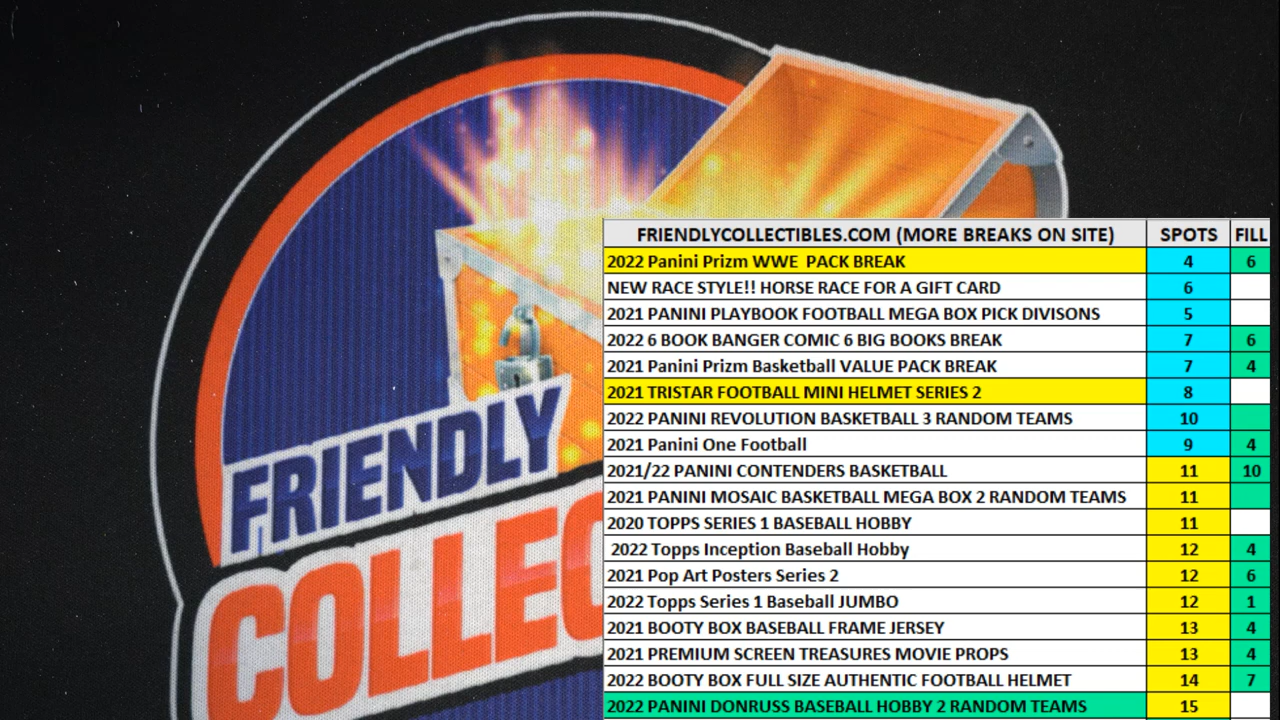 FRIENDLY
COLLEC
FRIENDLYCOLLECTIBLES.COM (MORE BREAKS ON SITE) SPOTS FILL
2022 Panini Prizm WWE PACK BREAK 4 6
NEW RACE STYLE!! HORSE RACE FOR A GIFT CARD 6
2021 PANINI PLAYBOOK FOOTBALL MEGA BOX PICK DIVISONS 5
2022 6 BOOK BANGER COMIC 6 BIG BOOKS BREAK 7 6
2021 Panini Prizm Basketball VALUE PACK BREAK 7 4
2021 TRISTAR FOOTBALL MINI HELMET SERIES 2 8
2022 PANINI REVOLUTION BASKETBALL 3 RANDOM TEAMS 10
2021 Panini One Football 9 4
2021/22 PANINI CONTENDERS BASKETBALL 11 10
2021 PANINI MOSAIC BASKETBALL MEGA BOX 2 RANDOM TEAMS 11
2020 TOPPS SERIES 1 BASEBALL HOBBY 11
2022 Topps Inception Baseball Hobby 12 4
2021 Pop Art Posters Series 2 12 6
2022 Topps Series 1 Baseball JUMBO 12 1
2021 BOOTY BOX BASEBALL FRAME JERSEY 13 4
2021 PREMIUM SCREEN TREASURES MOVIE PROPS 13 4
2022 BOOTY BOX FULL SIZE AUTHENTIC FOOTBALL HELMET 14 7
2022 PANINI DONRUSS BASEBALL HOBBY 2 RANDOM TEAMS 15